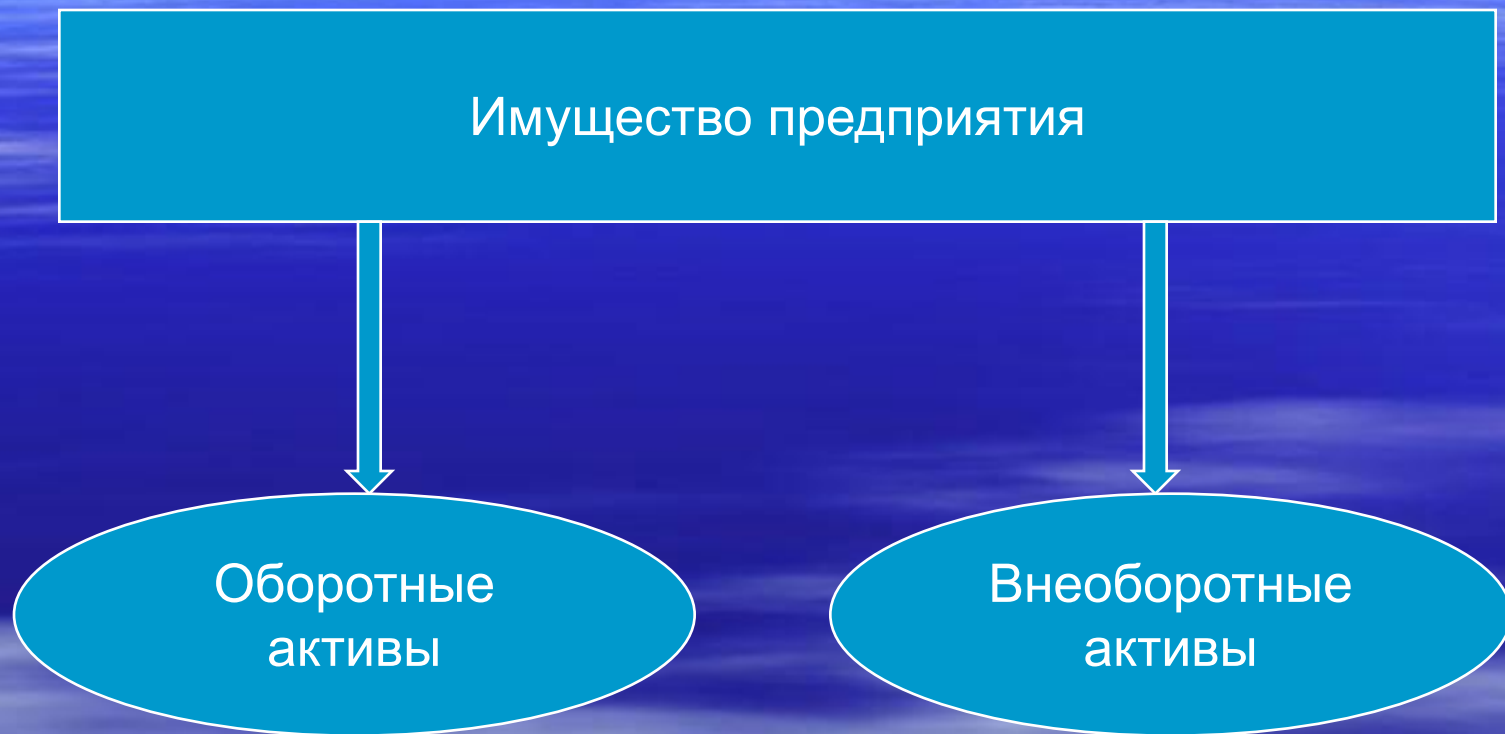 Имущество предприятия
Оборотные
активы
Внеоборотные
активы